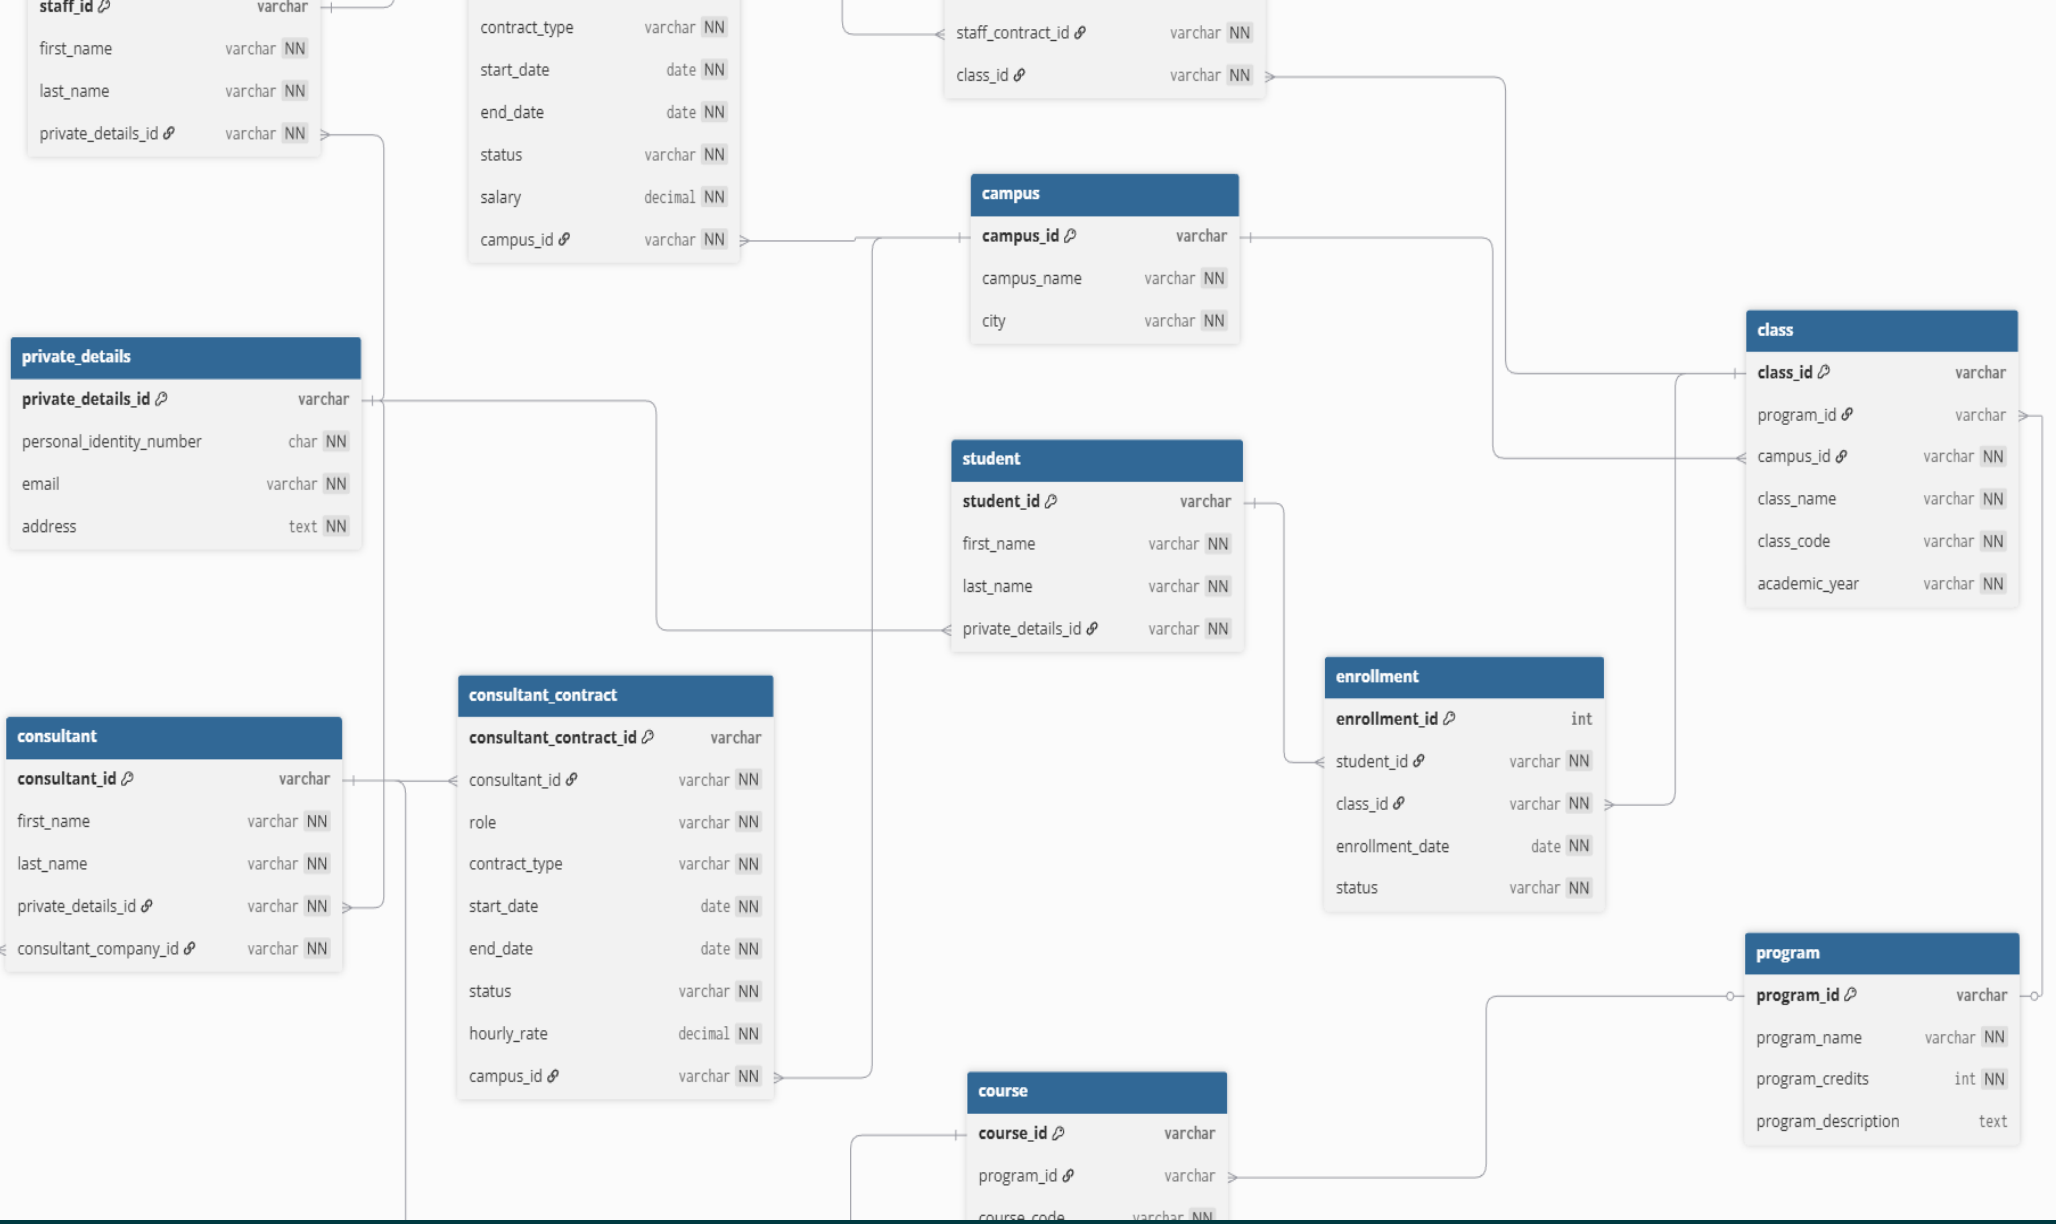 staff_id varchar
first_name varchar NN
last_name varchar NN
private_details_id varchar NN
contract_type varchar NN
start_date date NN
end_date date NN
status varchar NN
salary decimal NN
campus_id varchar NN
staff_contract_id varchar NN
class_id varchar NN
campus
campus_id varchar
campus_name varchar NN
city varchar NN
class
class_id varchar
program_id varchar
campus_id varchar NN
class_name varchar NN
class_code varchar NN
academic_year varchar NN
private_details
private_details_id varchar
personal_identity_number char NN
email varchar NN
address text NN
student
student_id varchar
first_name varchar NN
last_name varchar NN
private_details_id varchar NN
enrollment
enrollment_id int
student_id varchar NN
class_id varchar NN
enrollment_date date NN
status varchar NN
consultant_contract
consultant_contract_id varchar
consultant_id varchar NN
role varchar NN
contract_type varchar NN
start_date date NN
end_date date NN
status varchar NN
hourly_rate decimal NN
campus_id varchar NN
consultant
consultant_id varchar
first_name varchar NN
last_name varchar NN
private_details_id varchar NN
consultant_company_id varchar NN
program
program_id varchar
program_name varchar NN
program_credits int NN
program_description text
course
course_id varchar
program_id varchar
course_code varchar NN